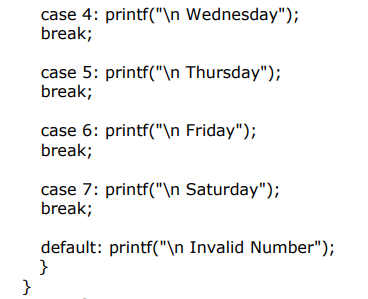 case 4: printf("\n Wednesday");
break;
case 5: printf("\n Thursday");
break;
case 6: printf("\n Friday");
break;
case 7: printf("\n Saturday");
break;
default: printf("\n Invalid Number");
}
}